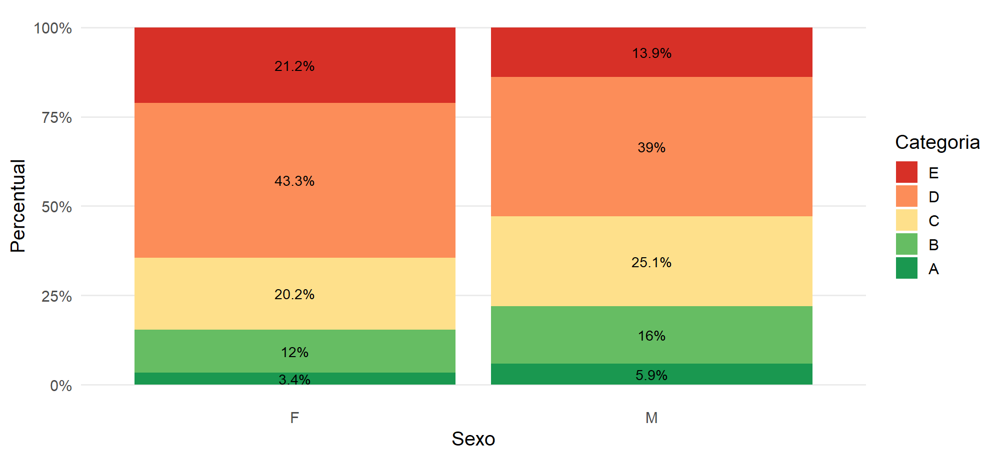 100%
75%
50%
25%
0%
Percentual
21.2%
43.3%
20.2%
12%
3.4%
13.9%
39%
25.1%
16%
5.9%
F
M
Sexo
Categoria
E
D
C
B
A